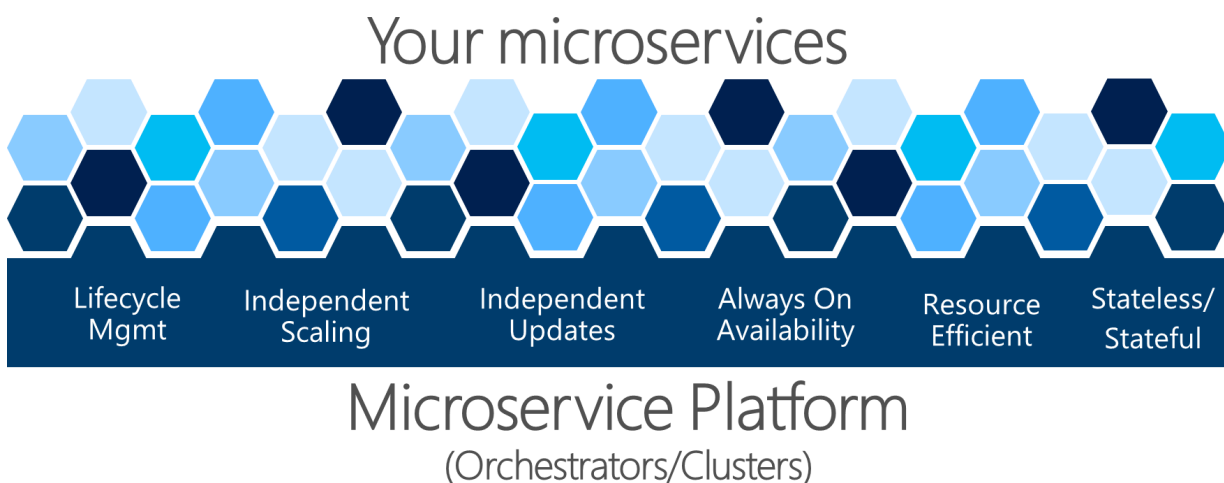 Your microservices
Lifecycle
Mgmt
Independent
Scaling
Independent
Updates
Always On
Availability
Resource
Efficient
Stateless/
Stateful
Microservice Platform
(Orchestrators/Clusters)